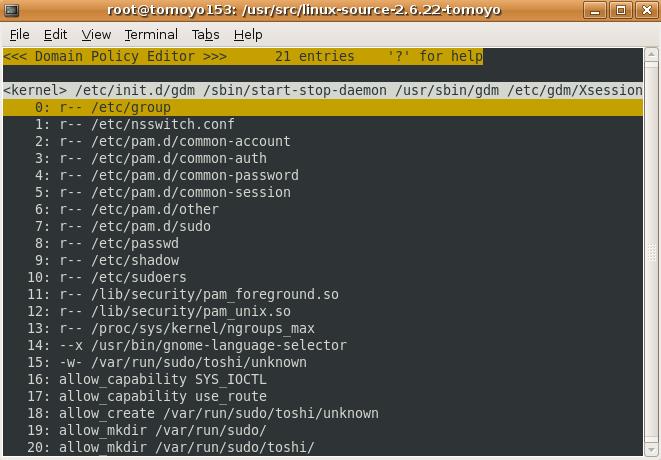 root@tomoyo153: /usr/src/linux-source-2.6.22-tomoyo
File Edit View Terminal Tabs Help
<<< Domain Policy Editor >>>      21 entries    '?' for help
<kernel> /etc/init.d/gdm /sbin/start-stop-daemon /usr/sbin/gdm /etc/gdm/Xsession
    0: r-- /etc/group
    1: r-- /etc/nsswitch.conf
    2: r-- /etc/pam.d/common-account
    3: r-- /etc/pam.d/common-auth
    4: r-- /etc/pam.d/common-password
    5: r-- /etc/pam.d/common-session
    6: r-- /etc/pam.d/other
    7: r-- /etc/pam.d/sudo
    8: r-- /etc/passwd
    9: r-- /etc/shadow
   10: r-- /etc/sudoers
   11: r-- /lib/security/pam_foreground.so
   12: r-- /lib/security/pam_unix.so
   13: r-- /proc/sys/kernel/ngroups_max
   14: --x /usr/bin/gnome-language-selector
   15: -w- /var/run/sudo/toshi/unknown
   16: allow_capability SYS_IOCTL
   17: allow_capability use_route
   18: allow_create /var/run/sudo/toshi/unknown
   19: allow_mkdir /var/run/sudo/
   20: allow_mkdir /var/run/sudo/toshi/